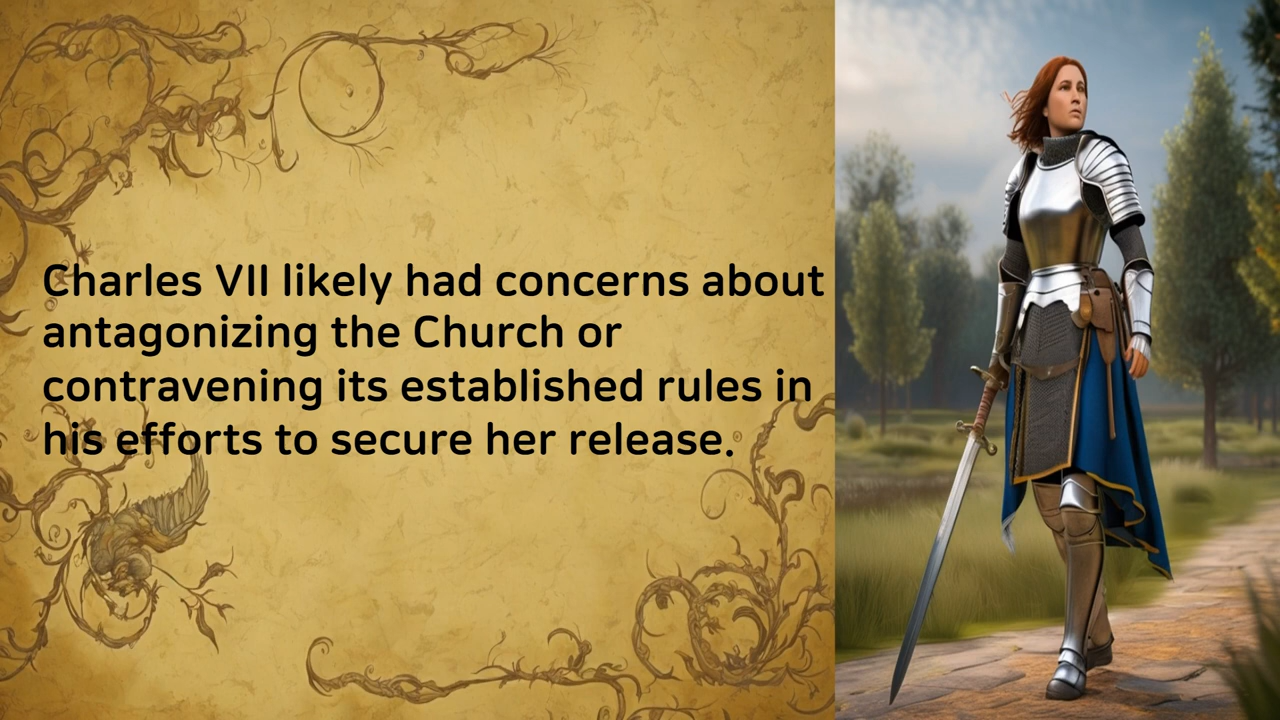 Charles VII likely had concerns about
antagonizing the Church or
contravening its established rules in
his efforts to secure her release.